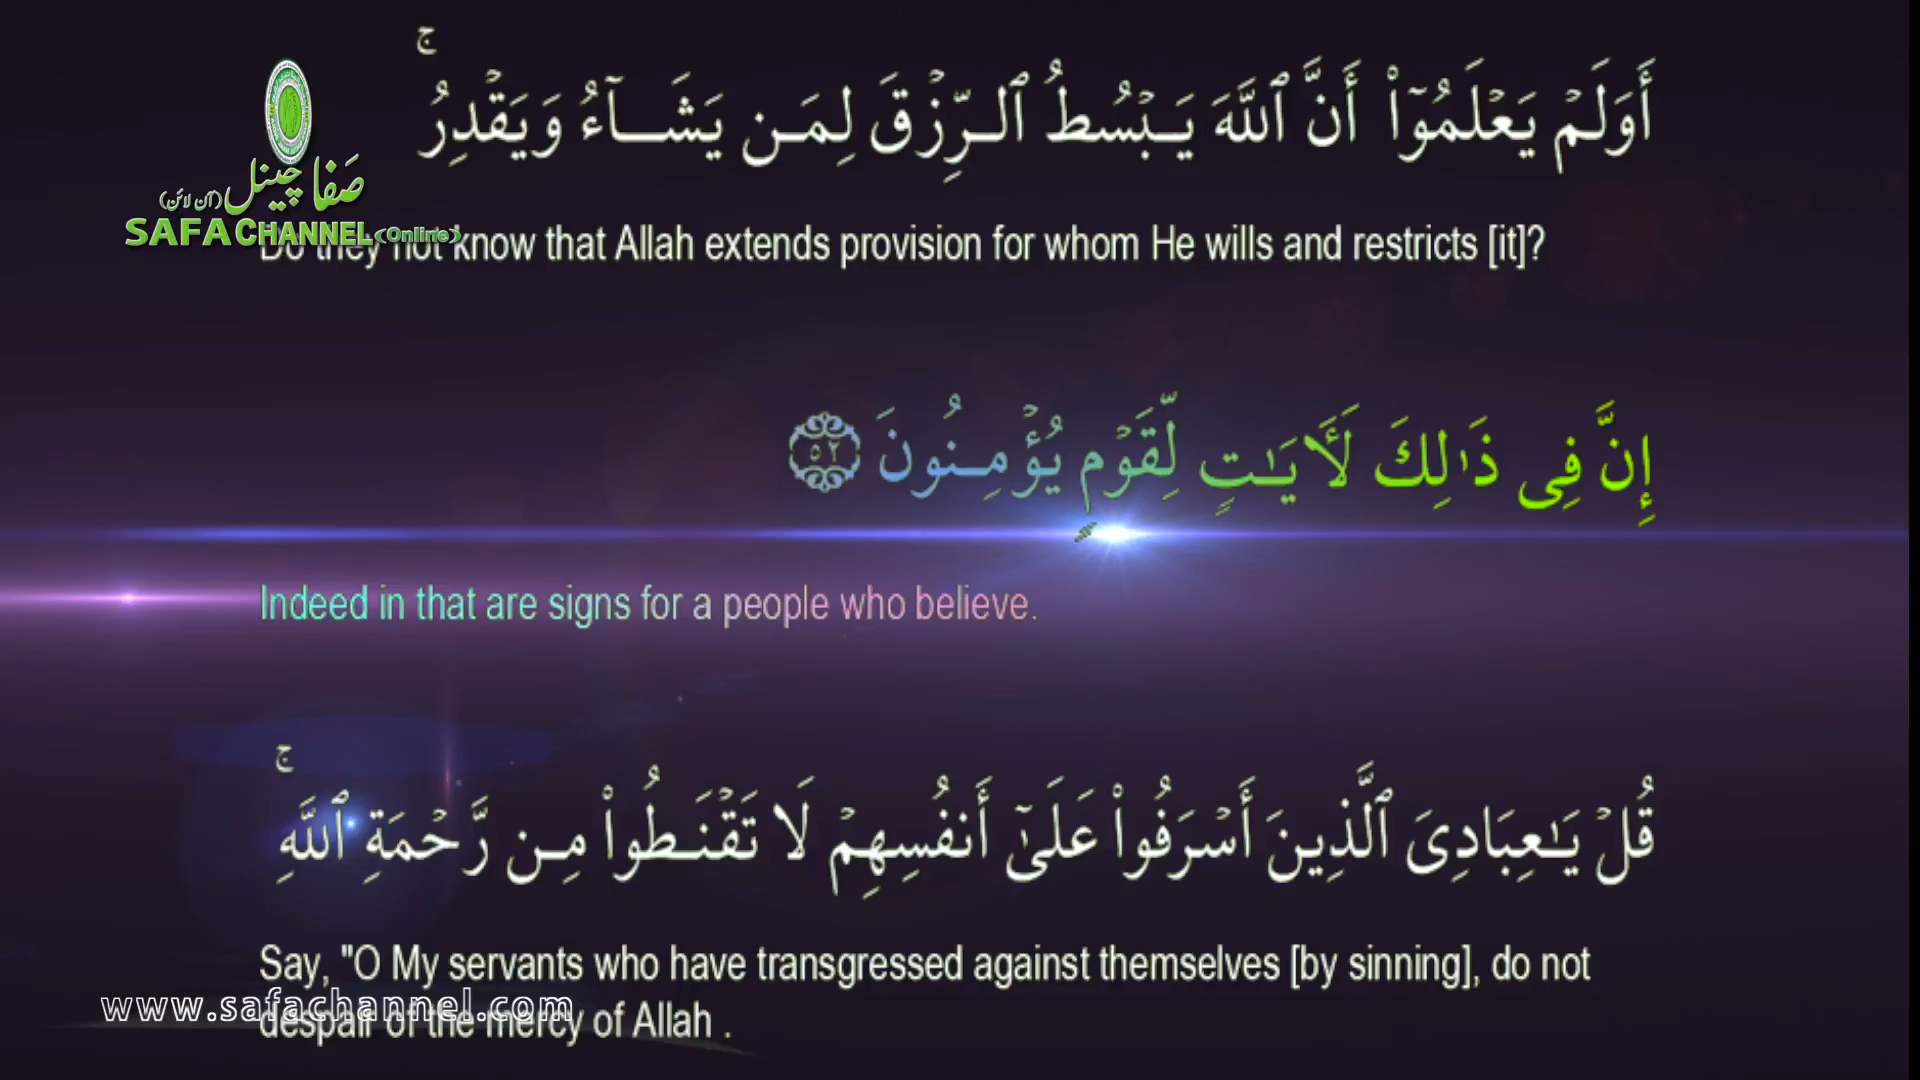 أَوَلَمْ يَعْلَمُوٓا۟ أَنَّ ٱللَّهَ يَبْسُطُ ٱلرِّزْقَ لِمَن يَشَآءُ وَيَقْدِرُ ۚ
صفا چینل (آن لائن)
SAFA CHANNEL (Online)
Do they not know that Allah extends provision for whom He wills and restricts [it]?
إِنَّ فِى ذَٰلِكَ لَـَٔايَـٰتٍ لِّقَوْمٍ يُؤْمِنُونَ ٥٢
Indeed in that are signs for a people who believe.
قُلْ يَـٰعِبَادِىَ ٱلَّذِينَ أَسْرَفُوا۟ عَلَىٰٓ أَنفُسِهِمْ لَا تَقْنَطُوا۟ مِن رَّحْمَةِ ٱللَّهِ ۚ
Say, "O My servants who have transgressed against themselves [by sinning], do not
www.safachannel.com
despair of the mercy of Allah .